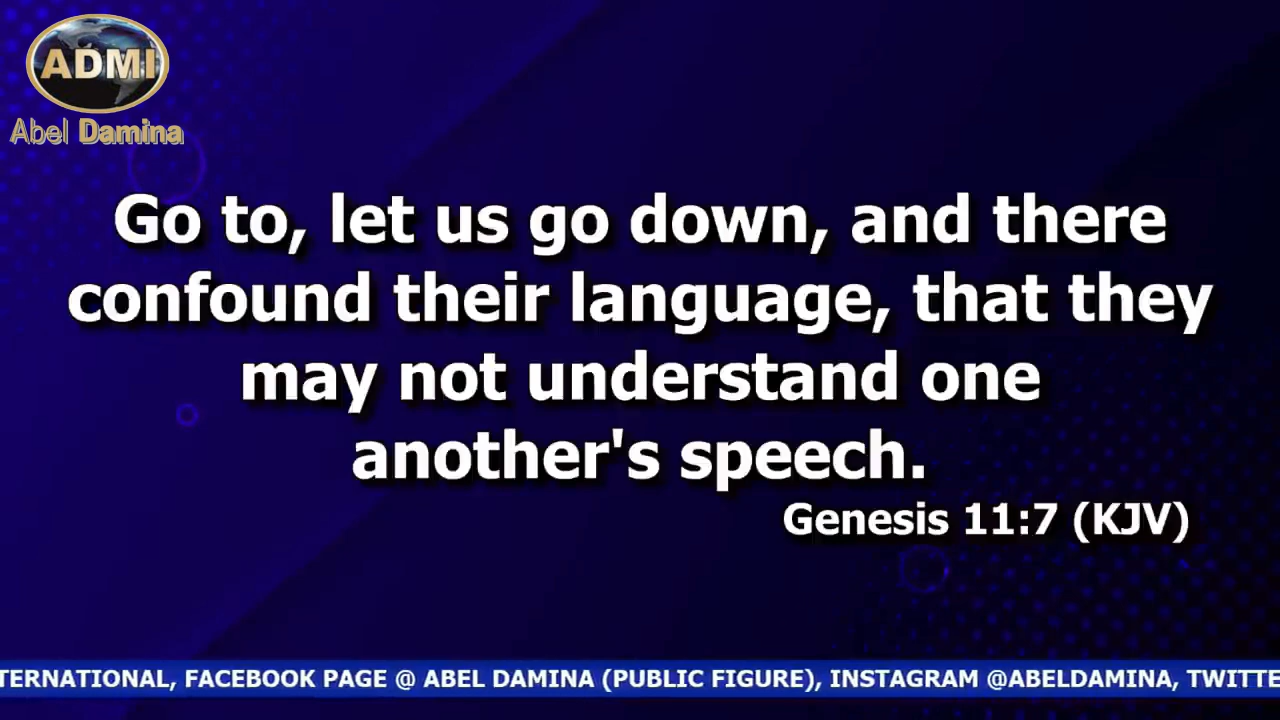 ADMI
Abel Damina
Go to, let us go down, and there
confound their language, that they
may not understand one
another's speech.
Genesis 11:7 (KJV)
TERNATIONAL, FACEBOOK PAGE @ ABEL DAMINA (PUBLIC FIGURE), INSTAGRAM @ABELDAMINA, TWITTE